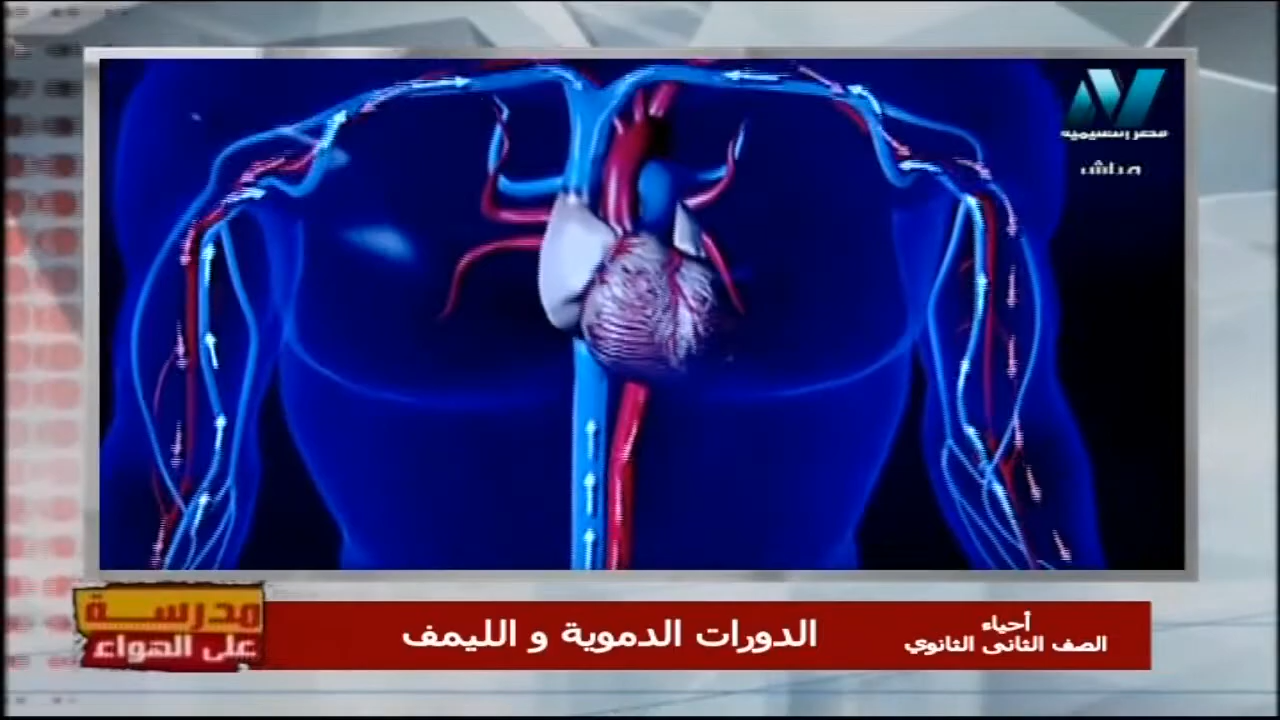 مصر التعليمية
مباشر
أحياء
الصف الثانى الثانوي
الدورات الدموية و الليمف
مدرسة
على الهواء